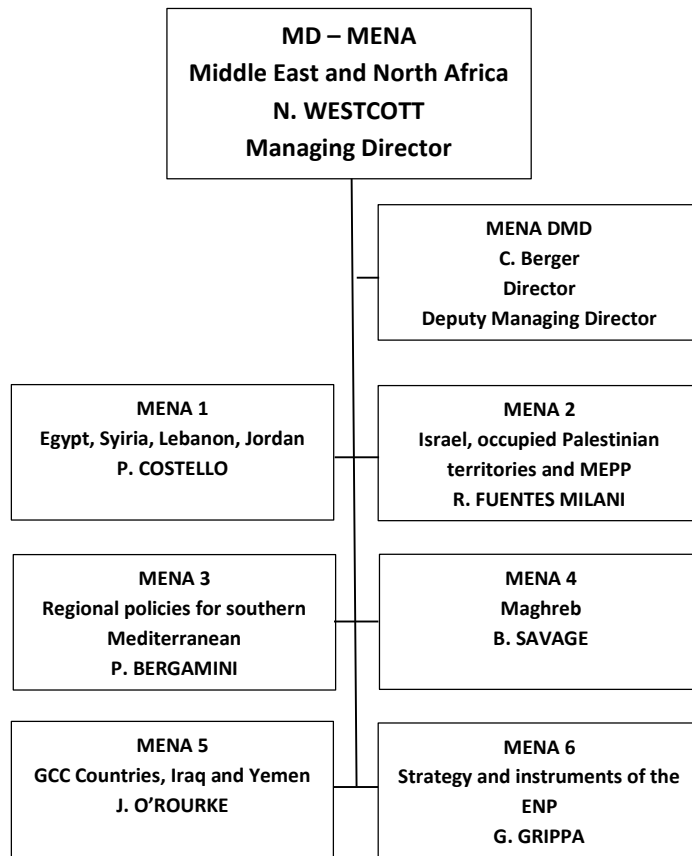 MD – MENA
Middle East and North Africa
N. WESTCOTT
Managing Director
MENA DMD
C. Berger
Director
Deputy Managing Director
MENA 1
Egypt, Syiria, Lebanon, Jordan
P. COSTELLO
MENA 2
Israel, occupied Palestinian
territories and MEPP
R. FUENTES MILANI
MENA 3
Regional policies for southern
Mediterranean
P. BERGAMINI
MENA 4
Maghreb
B. SAVAGE
MENA 5
GCC Countries, Iraq and Yemen
J. O’ROURKE
MENA 6
Strategy and instruments of the
ENP
G. GRIPPA